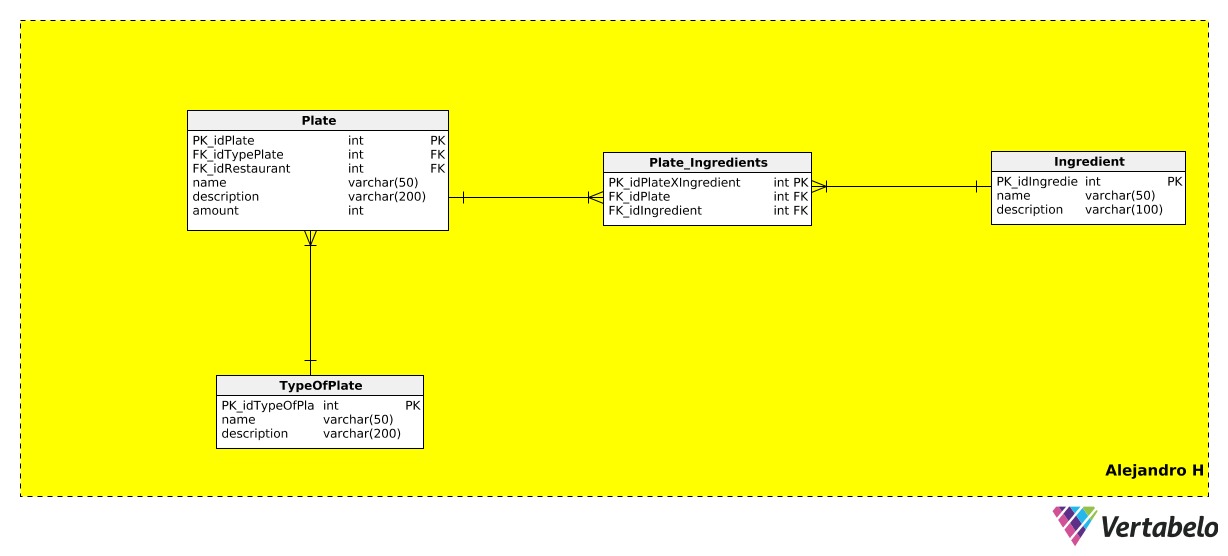 Plate
PK_idPlate int PK
FK_idTypePlate int FK
FK_idRestaurant int FK
name varchar(50)
description varchar(200)
amount int
Plate_Ingredients
PK_idPlateXIngredient int PK
FK_idPlate int FK
FK_idIngredient int FK
Ingredient
PK_idIngredie int PK
name varchar(50)
description varchar(100)
TypeOfPlate
PK_idTypeOfPla int PK
name varchar(50)
description varchar(200)
Alejandro H
Vertabelo